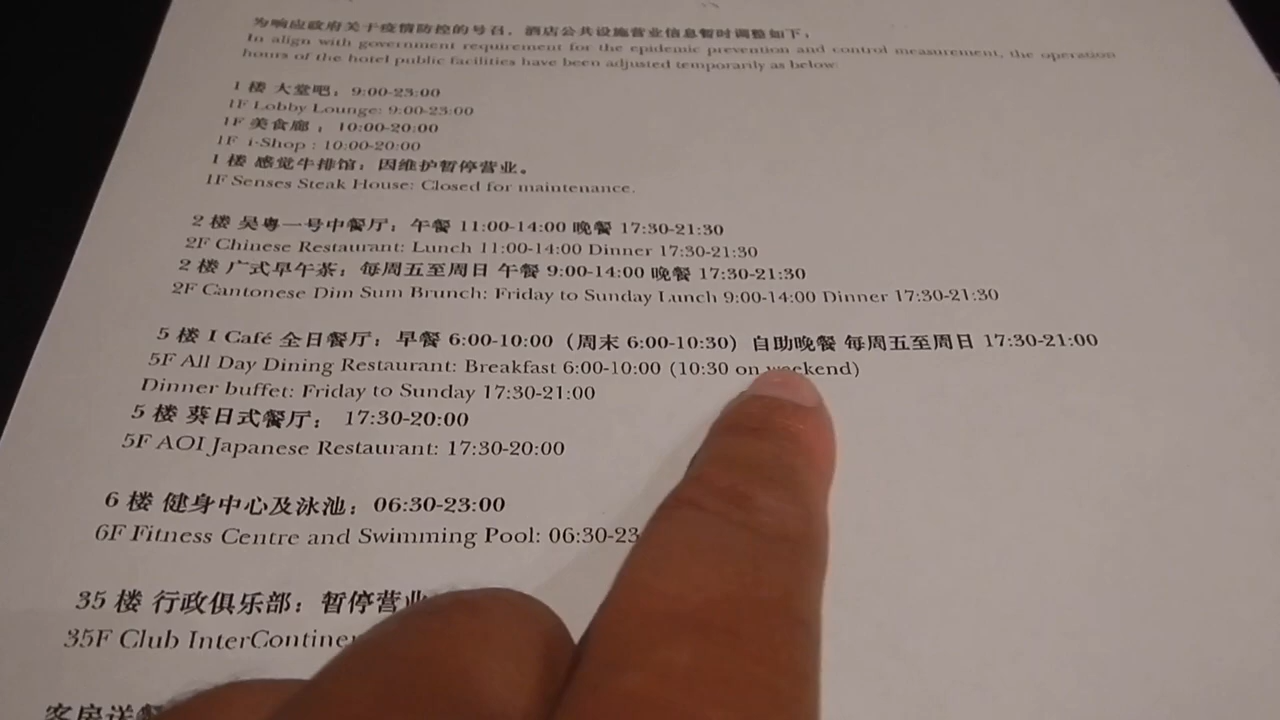 为响应政府关于疫情防控的号召，酒店公共设施营业信息暂时调整如下：
In align with government requirement for the epidemic prevention and control measurement, the operation
hours of the hotel public facilities have been adjusted temporarily as below:
1 楼 大堂吧：9:00-23:00
1F Lobby Lounge: 9:00-23:00
1F 美食廊：10:00-20:00
1F i-Shop : 10:00-20:00
1 楼 感觉牛排馆：因维护暂停营业。
1F Senses Steak House: Closed for maintenance.
2 楼 吴粤一号中餐厅：午餐 11:00-14:00 晚餐 17:30-21:30
2F Chinese Restaurant: Lunch 11:00-14:00 Dinner 17:30-21:30
2 楼 广式早午茶：每周五至周日 午餐 9:00-14:00 晚餐 17:30-21:30
2F Cantonese Dim Sum Brunch: Friday to Sunday Lunch 9:00-14:00 Dinner 17:30-21:30
5 楼 I Café 全日餐厅：早餐 6:00-10:00（周末 6:00-10:30）自助晚餐 每周五至周日 17:30-21:00
5F All Day Dining Restaurant: Breakfast 6:00-10:00 (10:30 on weekend)
Dinner buffet: Friday to Sunday 17:30-21:00
5 楼 葵日式餐厅： 17:30-20:00
5F AOI Japanese Restaurant: 17:30-20:00
6 楼 健身中心及泳池：06:30-23:00
6F Fitness Centre and Swimming Pool: 06:30-23
35 楼 行政俱乐部：暂停营业
35F Club InterContine
客房送餐